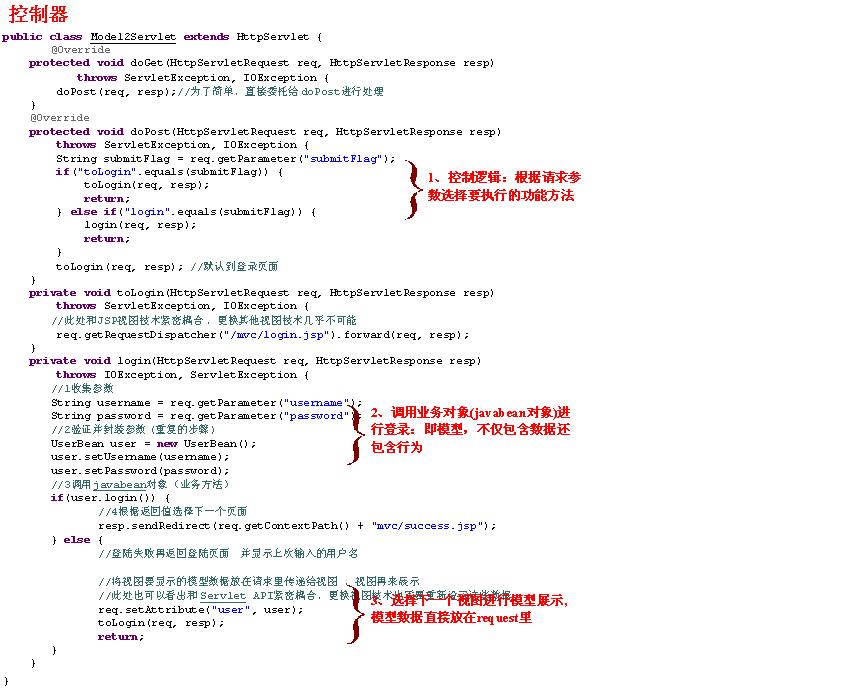 控制器
public class Model2Servlet extends HttpServlet {
@Override
protected void doGet(HttpServletRequest req, HttpServletResponse resp)
throws ServletException, IOException {
doPost(req, resp);//为了简单，直接委托给doPost进行处理
}
@Override
protected void doPost(HttpServletRequest req, HttpServletResponse resp)
throws ServletException, IOException {
String submitFlag = req.getParameter("submitFlag");
if("toLogin".equals(submitFlag)) {
toLogin(req, resp);
return;
} else if("login".equals(submitFlag)) {
login(req, resp);
return;
}
toLogin(req, resp); //默认到登录页面
}
1、控制逻辑：根据请求参
数选择要执行的功能方法
private void toLogin(HttpServletRequest req, HttpServletResponse resp)
throws ServletException, IOException {
//此处和JSP视图技术紧密耦合，更换其他视图技术几乎不可能
req.getRequestDispatcher("/mvc/login.jsp").forward(req, resp);
}
private void login(HttpServletRequest req, HttpServletResponse resp)
throws IOException, ServletException {
//1收集参数
String username = req.getParameter("username");
String password = req.getParameter("password");
//2验证并封装参数（重复的步骤）
UserBean user = new UserBean();
user.setUsername(username);
user.setPassword(password);
2、调用业务对象(javabean对象)进
行登录：即模型，不仅包含数据还
包含行为
//3调用javabean对象（业务方法）
if(user.login()) {
//4根据返回值选择下一个页面
resp.sendRedirect(req.getContextPath() + "mvc/success.jsp");
} else {
//登陆失败再返回登陆页面 并显示上次输入的用户名
//将视图要显示的模型数据放在请求里传递给视图 ，视图再来展示
//此处也可以看出和Servlet API紧密耦合，更换视图技术
req.setAttribute("user", user);
toLogin(req, resp);
return;
}
}
}
3、选择下一个视图进行模型展示，
模型数据直接放在request里